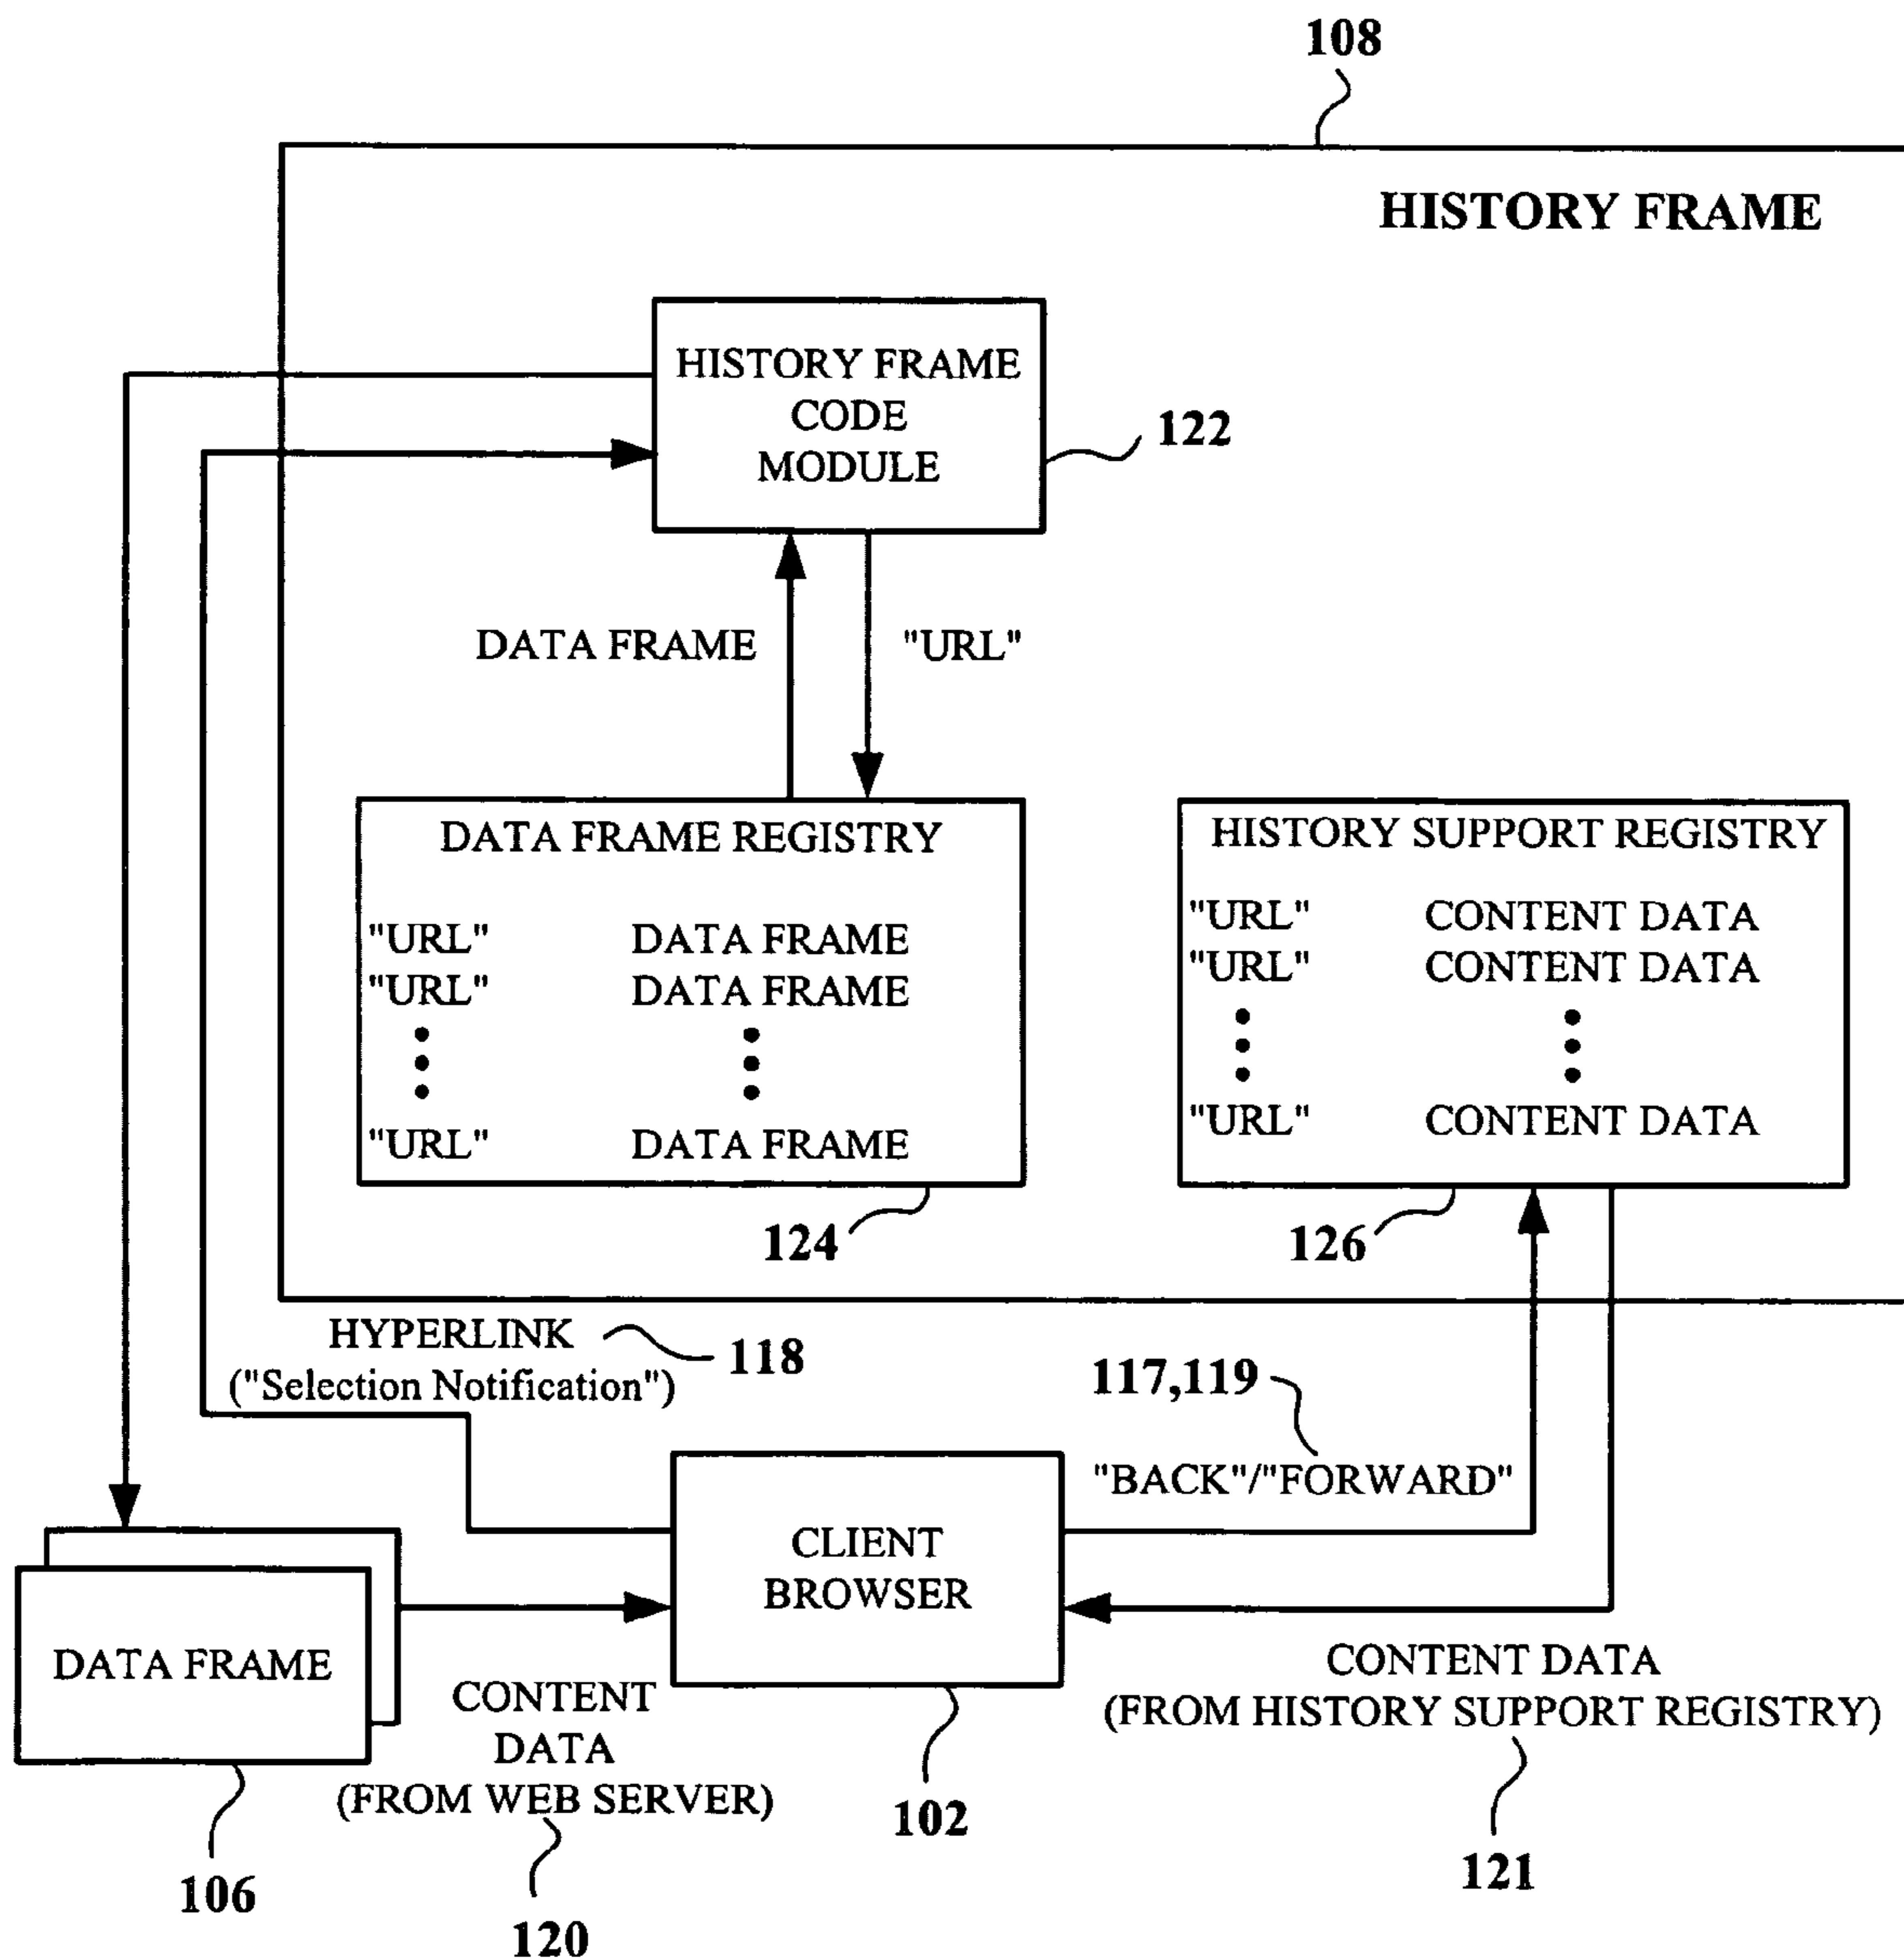 108
HISTORY FRAME
HISTORY FRAME
CODE
MODULE
122
DATA FRAME
"URL"
DATA FRAME REGISTRY
"URL" DATA FRAME
"URL" DATA FRAME
"URL" DATA FRAME
124
HISTORY SUPPORT REGISTRY
"URL" CONTENT DATA
"URL" CONTENT DATA
"URL" CONTENT DATA
126
HYPERLINK
("Selection Notification")
118
117,119
"BACK"/"FORWARD"
CLIENT
BROWSER
102
DATA FRAME
106
CONTENT
DATA
(FROM WEB SERVER)
120
CONTENT DATA
(FROM HISTORY SUPPORT REGISTRY)
121